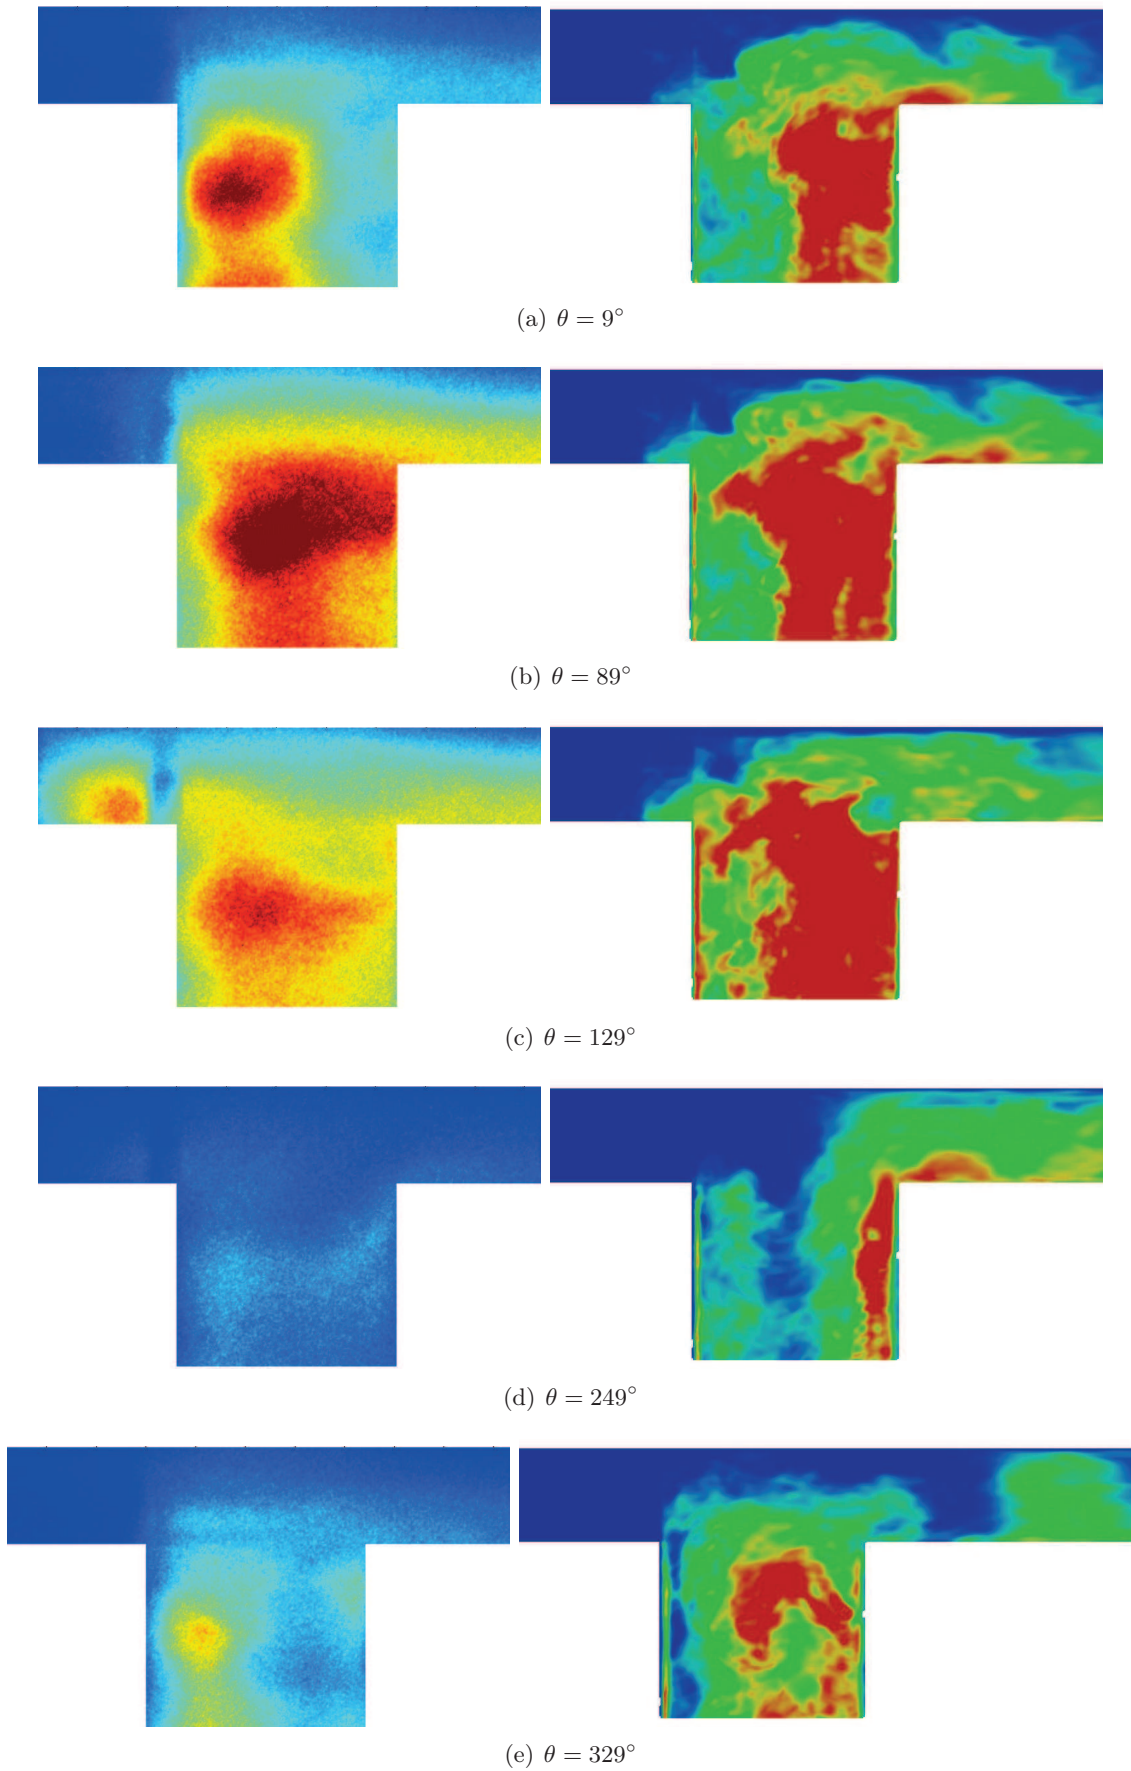 (a) θ = 9°
(b) θ = 89°
(c) θ = 129°
(d) θ = 249°
(e) θ = 329°